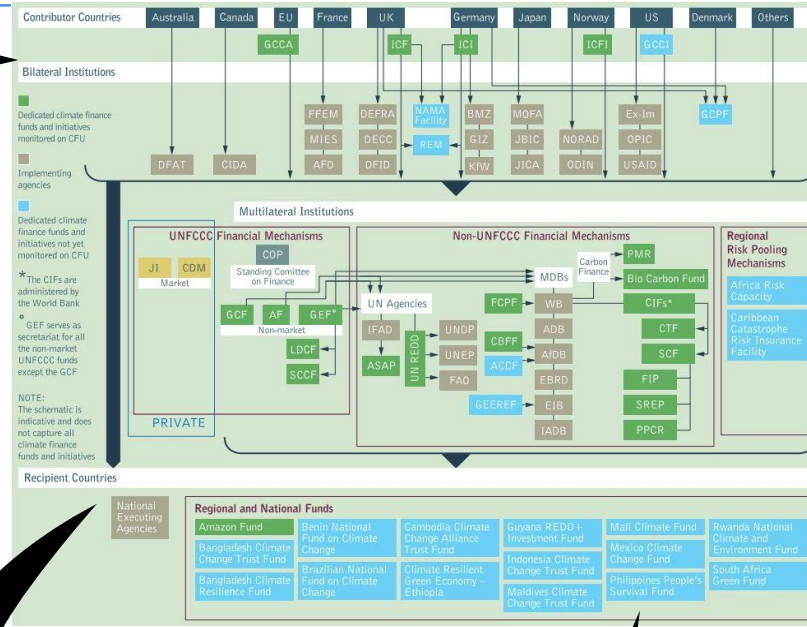 Contributor Countries
Australia
Canada
EU
France
UK
Germany
Japan
Norway
US
Denmark
Others
GCCA
ICF
ICI
ICFI
GCCI
Bilateral Institutions
Dedicated climate finance
funds and initiatives
monitored on CFU
Implementing
agencies
Dedicated climate
finance funds and
initiatives not yet
monitored on CFU
*The CIFs are
administered by
the World Bank
° GEF serves as
secretariat for all
the non-market
UNFCCC funds
except the GCF
NOTE:
The schematic is
indicative and does
not capture all
climate finance
funds and initiatives
DFAT
CIDA
FFEM
MIES
AFD
DEFRA
DECC
DFID
NAMA
Facility
REM
BMZ
GIZ
KfW
MOFA
JBIC
JICA
NORAD
ODIN
Ex-Im
OPIC
USAID
GCPF
Multilateral Institutions
UNFCCC Financial Mechanisms
COP
Standing Comittee
on Finance
JI
CDM
Market
GCF
AF
GEF°
Non-market
LDCF
SCCF
PRIVATE
Non-UNFCCC Financial Mechanisms
UN Agencies
IFAD
ASAP
UN REDD
UNDP
UNEP
FAO
MDBs
WB
ADB
AfDB
EBRD
EIB
IADB
FCPF
CBFF
ACCF
GEEREF
Carbon
Finance
PMR
Bio Carbon Fund
CIFs*
CTF
SCF
FIP
SREP
PPCR
Regional
Risk Pooling
Mechanisms
Africa Risk
Capacity
Caribbean
Catastrophe
Risk Insurance
Facility
Recipient Countries
National
Executing
Agencies
Regional and National Funds
Amazon Fund
Bangladesh Climate
Change Trust Fund
Bangladesh Climate
Resilience Fund
Benin National
Fund on Climate
Change
Brazilian National
Fund on Climate
Change
Cambodia Climate
Change Alliance
Trust Fund
Climate Resilient
Green Economy –
Ethiopia
Guyana REDD+
Investment Fund
Indonesia Climate
Change Trust Fund
Maldives Climate
Change Trust Fund
Mali Climate Fund
Mexico Climate
Change Fund
Philippines People's
Survival Fund
Rwanda National
Climate and
Environment Fund
South Africa
Green Fund